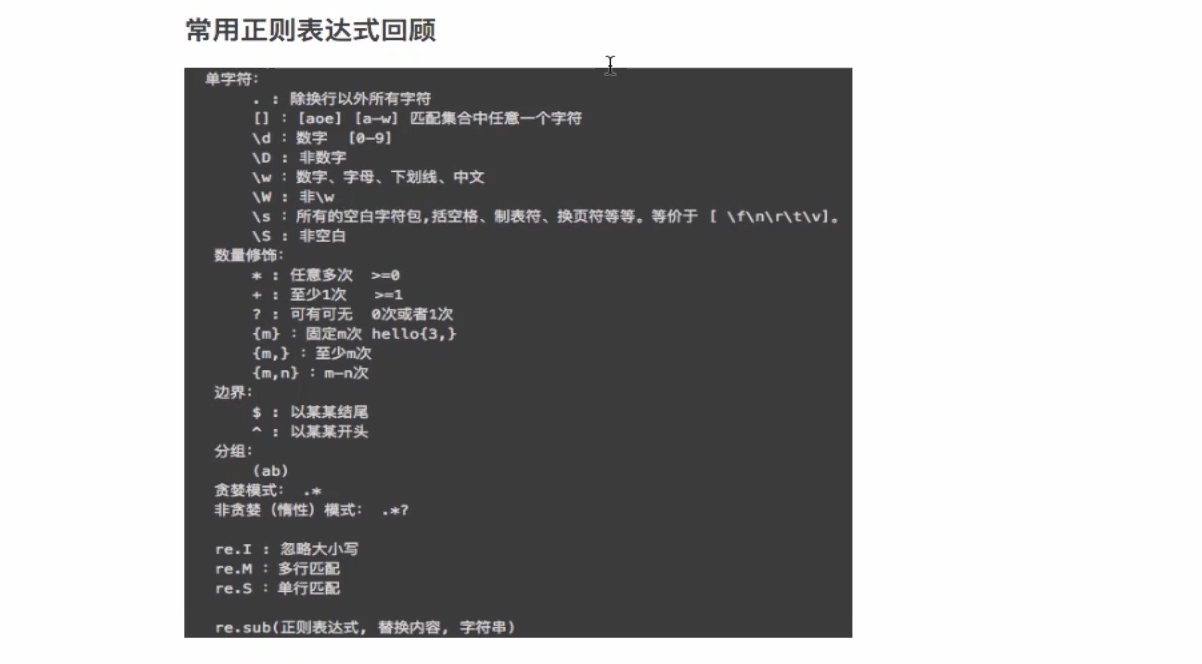 常用正则表达式回顾
单字符:
. : 除换行以外所有字符
[] : [aoe] [a-w] 匹配集合中任意一个字符
\d : 数字 [0-9]
\D : 非数字
\w : 数字、字母、下划线、中文
\W : 非\w
\s : 所有的空白字符包,括空格、制表符、换页符等等。等价于 [ \f\n\r\t\v]。
\S : 非空白
数量修饰:
* : 任意多次 >=0
+ : 至少1次 >=1
? : 可有可无 0次或者1次
{m} : 固定m次 hello{3,}
{m,} : 至少m次
{m,n} : m-n次
边界:
$ : 以某某结尾
^ : 以某某开头
分组:
(ab)
贪婪模式: .*
非贪婪（惰性）模式: .*?
re.I : 忽略大小写
re.M : 多行匹配
re.S : 单行匹配
re.sub(正则表达式, 替换内容, 字符串)